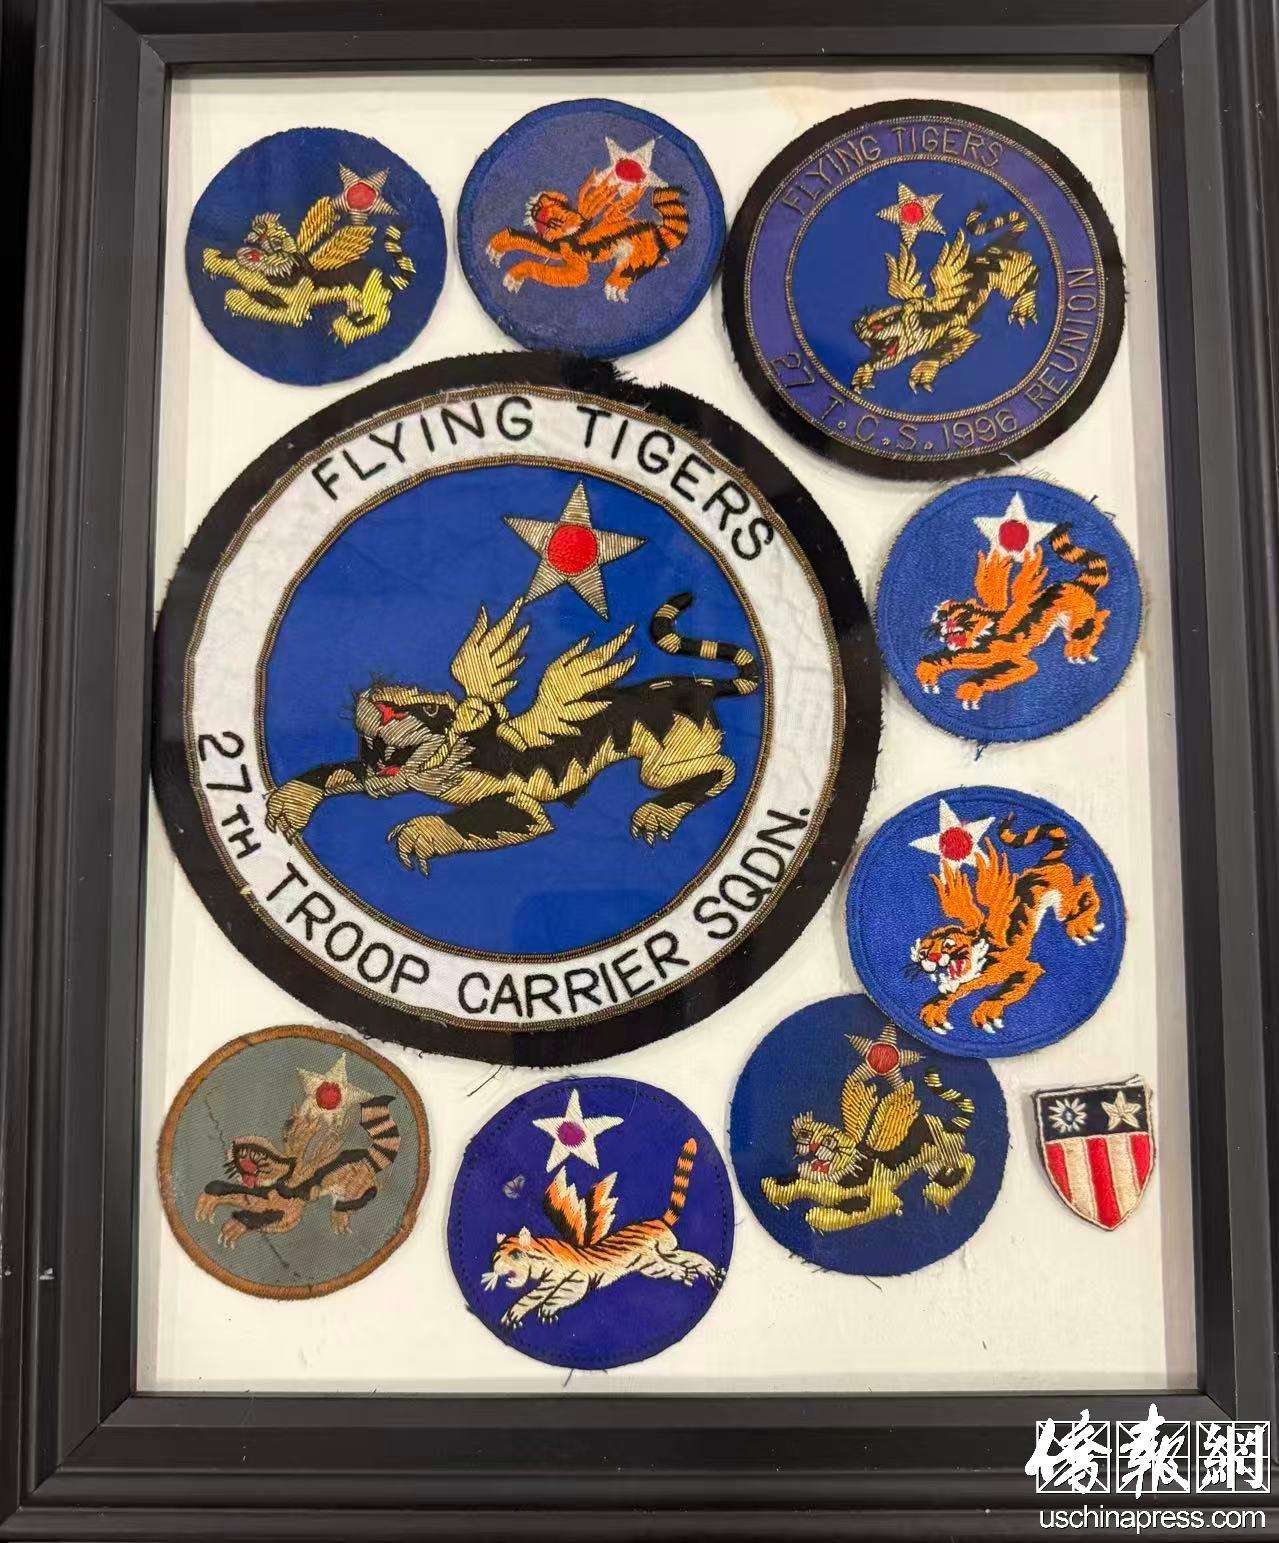 FLYING TIGERS
27 T.C.S. 1996 REUNION
FLYING TIGERS
27TH TROOP CARRIER SQDN.
僑報網
uschinapress.com